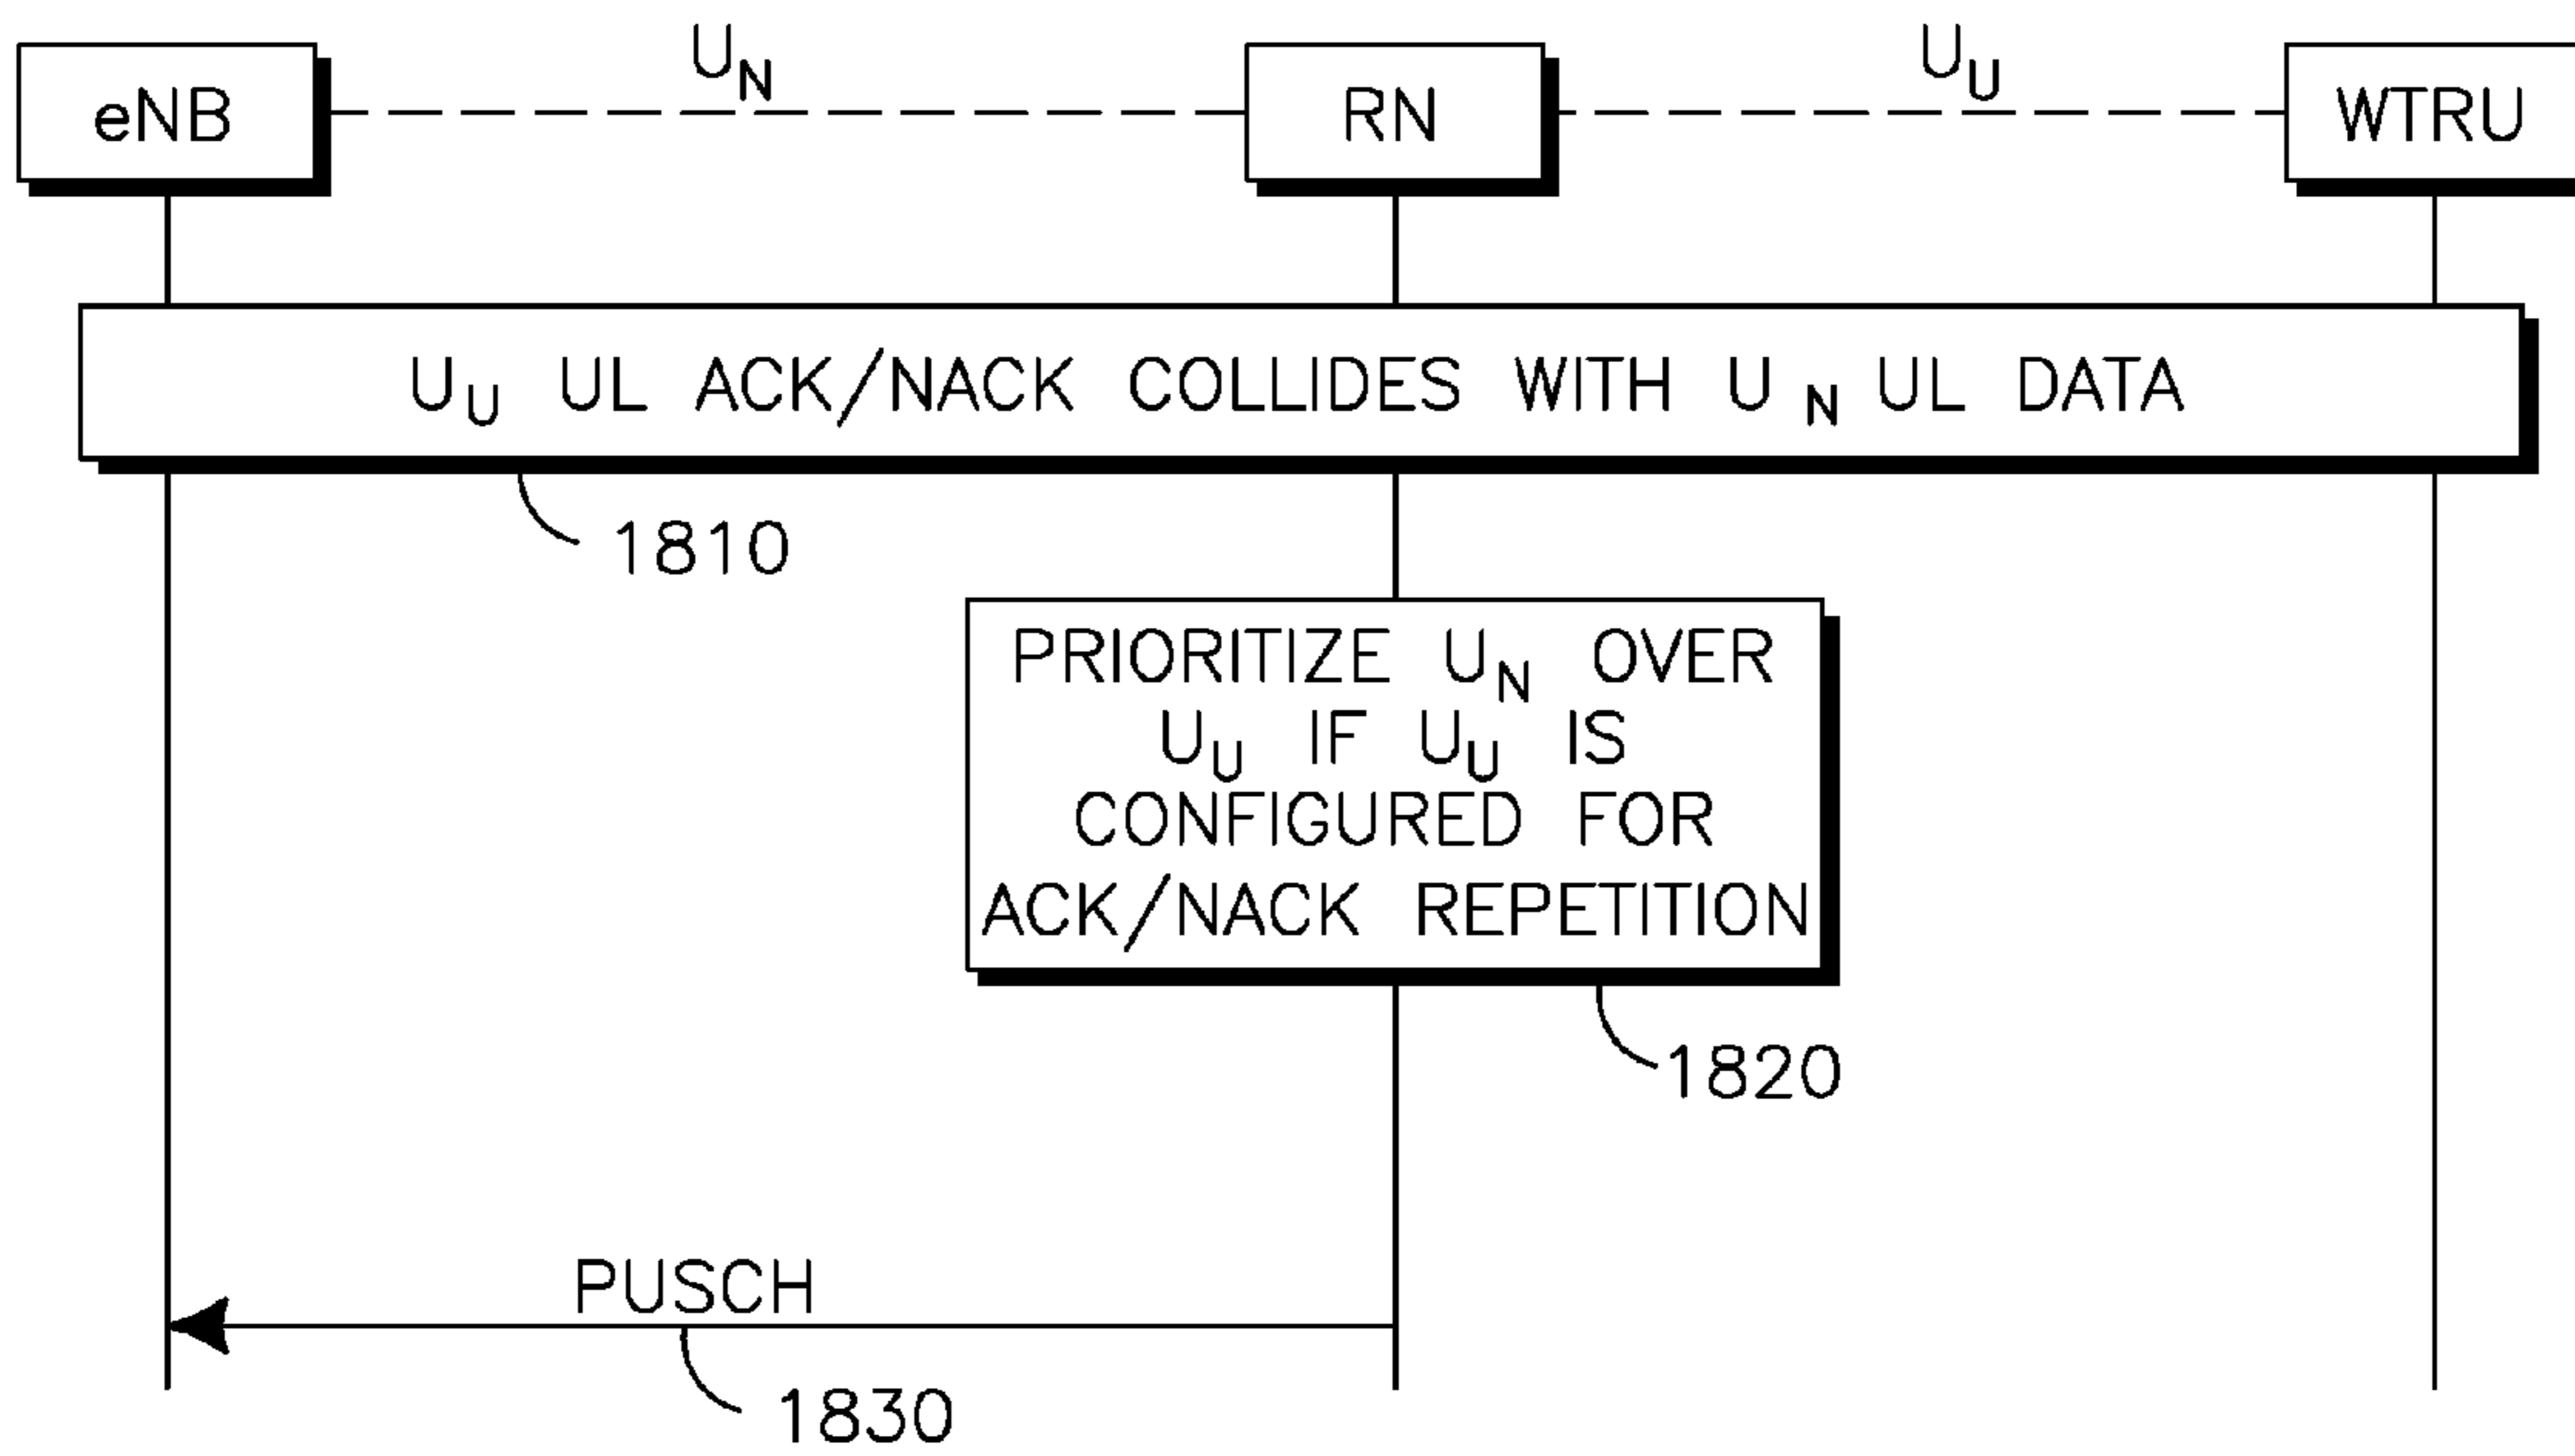 eNB
U_N
RN
U_U
WTRU
U_U UL ACK/NACK COLLIDES WITH U_N UL DATA
1810
PRIORITIZE U_N OVER
U_U IF U_U IS
CONFIGURED FOR
ACK/NACK REPETITION
1820
PUSCH
1830